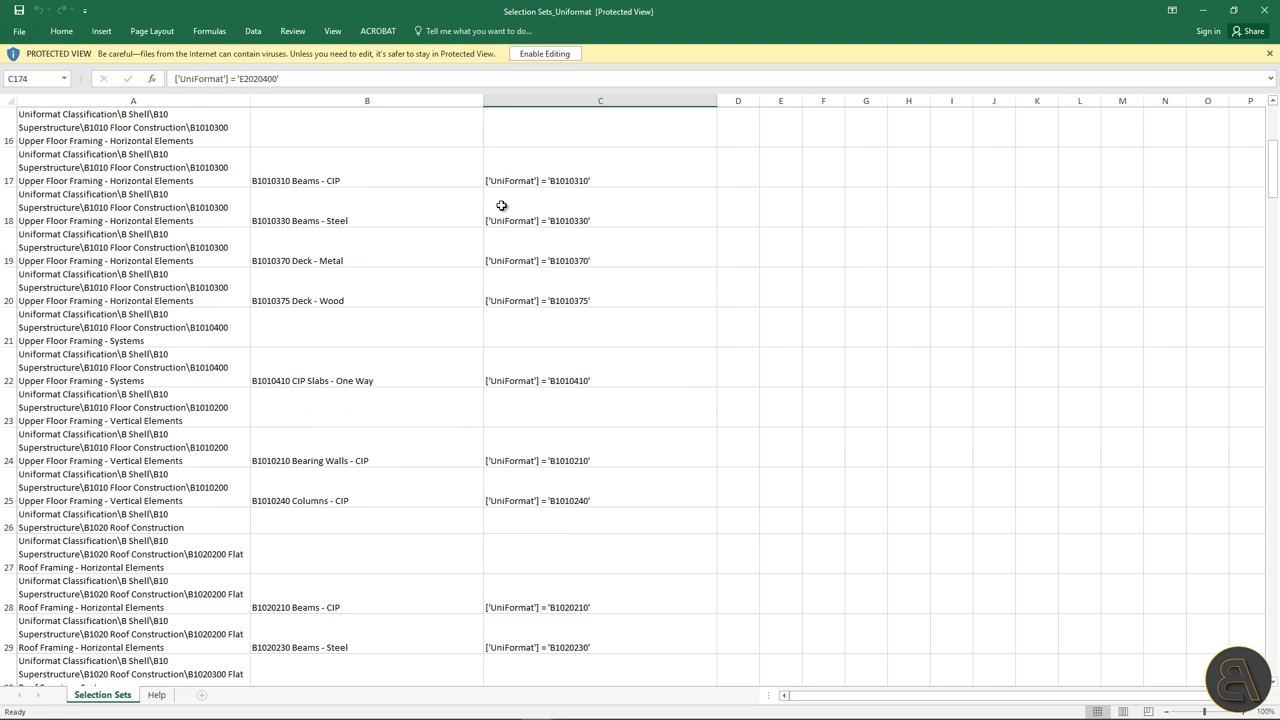 Selection Sets_Uniformat [Protected View]
File Home Insert Page Layout Formulas Data Review View ACROBAT Tell me what you want to do... Sign in Share
PROTECTED VIEW Be careful—files from the Internet can contain viruses. Unless you need to edit, it's safer to stay in Protected View. Enable Editing
C174 fx ['UniFormat'] = 'E2020400'
A B C D E F G H I J K L M N O P
Uniformat Classification\B Shell\B10
Superstructure\B1010 Floor Construction\B1010300
16 Upper Floor Framing - Horizontal Elements
Uniformat Classification\B Shell\B10
Superstructure\B1010 Floor Construction\B1010300
17 Upper Floor Framing - Horizontal Elements B1010310 Beams - CIP ['UniFormat'] = 'B1010310'
Uniformat Classification\B Shell\B10
Superstructure\B1010 Floor Construction\B1010300
18 Upper Floor Framing - Horizontal Elements B1010330 Beams - Steel ['UniFormat'] = 'B1010330'
Uniformat Classification\B Shell\B10
Superstructure\B1010 Floor Construction\B1010300
19 Upper Floor Framing - Horizontal Elements B1010370 Deck - Metal ['UniFormat'] = 'B1010370'
Uniformat Classification\B Shell\B10
Superstructure\B1010 Floor Construction\B1010300
20 Upper Floor Framing - Horizontal Elements B1010375 Deck - Wood ['UniFormat'] = 'B1010375'
Uniformat Classification\B Shell\B10
Superstructure\B1010 Floor Construction\B1010400
21 Upper Floor Framing - Systems
Uniformat Classification\B Shell\B10
Superstructure\B1010 Floor Construction\B1010400
22 Upper Floor Framing - Systems B1010410 CIP Slabs - One Way ['UniFormat'] = 'B1010410'
Uniformat Classification\B Shell\B10
Superstructure\B1010 Floor Construction\B1010200
23 Upper Floor Framing - Vertical Elements
Uniformat Classification\B Shell\B10
Superstructure\B1010 Floor Construction\B1010200
24 Upper Floor Framing - Vertical Elements B1010210 Bearing Walls - CIP ['UniFormat'] = 'B1010210'
Uniformat Classification\B Shell\B10
Superstructure\B1010 Floor Construction\B1010200
25 Upper Floor Framing - Vertical Elements B1010240 Columns - CIP ['UniFormat'] = 'B1010240'
Uniformat Classification\B Shell\B10
26 Superstructure\B1020 Roof Construction
Uniformat Classification\B Shell\B10
Superstructure\B1020 Roof Construction\B1020200 Flat
27 Roof Framing - Horizontal Elements
Uniformat Classification\B Shell\B10
Superstructure\B1020 Roof Construction\B1020200 Flat
28 Roof Framing - Horizontal Elements B1020210 Beams - CIP ['UniFormat'] = 'B1020210'
Uniformat Classification\B Shell\B10
Superstructure\B1020 Roof Construction\B1020200 Flat
29 Roof Framing - Horizontal Elements B1020230 Beams - Steel ['UniFormat'] = 'B1020230'
Uniformat Classification\B Shell\B10
Superstructure\B1020 Roof Construction\B1020300 Flat
Selection Sets Help
Ready 100%